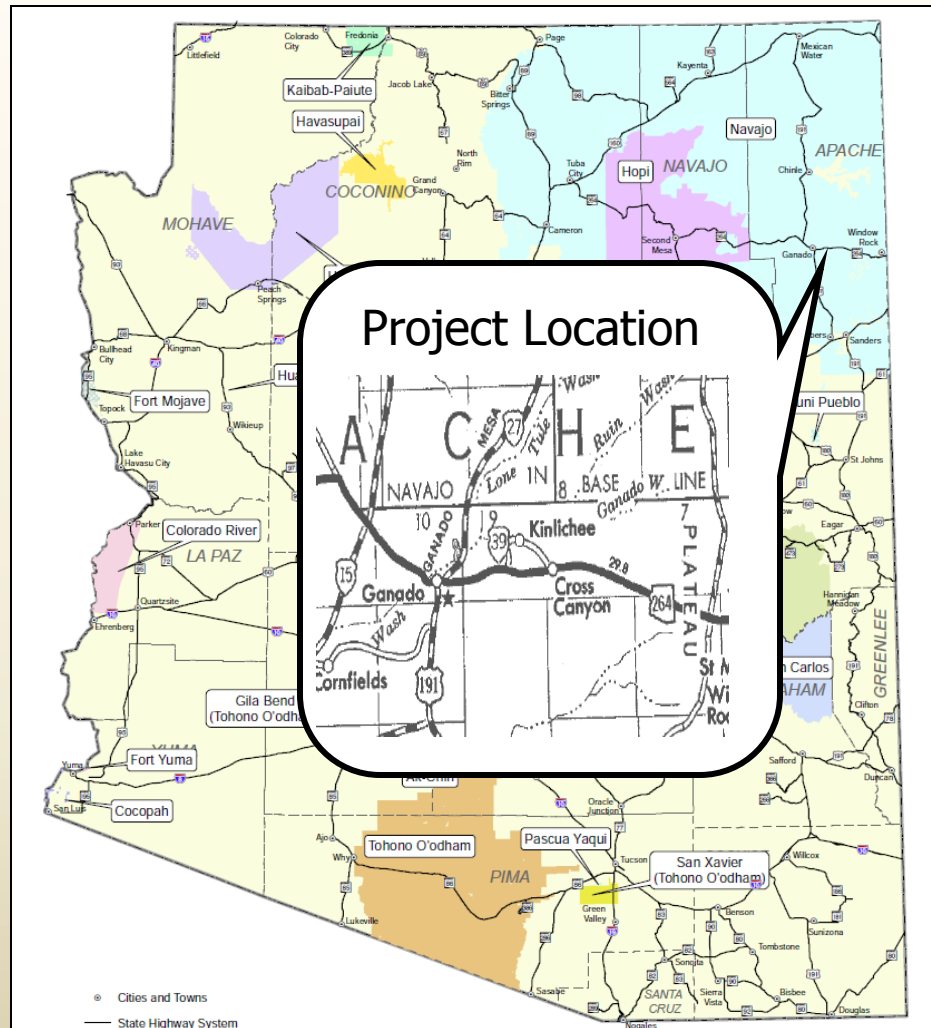 Colorado City
Fredonia
Littlefield
Page
Mexican Water
Kayenta
Kaibab-Paiute
Jacob Lake
Bitter Springs
Havasupai
Navajo
North Rim
Tuba City
Hopi
NAVAJO
APACHE
Chinle
COCONINO
Grand Canyon
MOHAVE
Cameron
Second Mesa
Window Rock
Ganado
Peach Springs
Project Location
Bullhead City
Kingman
Sanders
Fort Mojave
Topock
Wikieup
Lake Havasu City
St Johns
A C H E
MESA
27
Lone Tule Wash
Ruin Wash
NAVAJO
1N
8 BASE LINE
Ganado W.
10
GANADO
19
39
Kinlichee
7
PLATEAU
15
Ganado
Cross Canyon
29.8
264
Wash
Cornfields
191
Parker
Colorado River
LA PAZ
Eagar
Quartzsite
Ehrenberg
Hannigan Meadow
GREENLEE
Clifton
Gila Bend
Fort Yuma
Yuma
Cocopah
San Luis
Safford
Duncan
Oracle Junction
Ajo
Why
Tohono O'odham
Pascua Yaqui
Tucson
San Xavier
(Tohono O'odham)
Willcox
PIMA
Green Valley
Benson
Lukeville
Sunizona
Tombstone
Sonoita
Sasabe
SANTA CRUZ
Sierra Vista
Bisbee
Douglas
Nogales
Cities and Towns
State Highway System